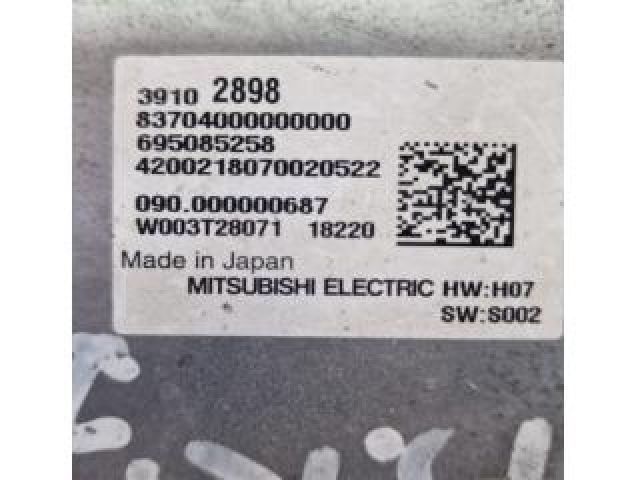 3910 2898
83704000000000
695085258
4200218070020522
090.000000687
W003T28071 18220
Made in Japan
MITSUBISHI ELECTRIC HW:H07
SW:S002